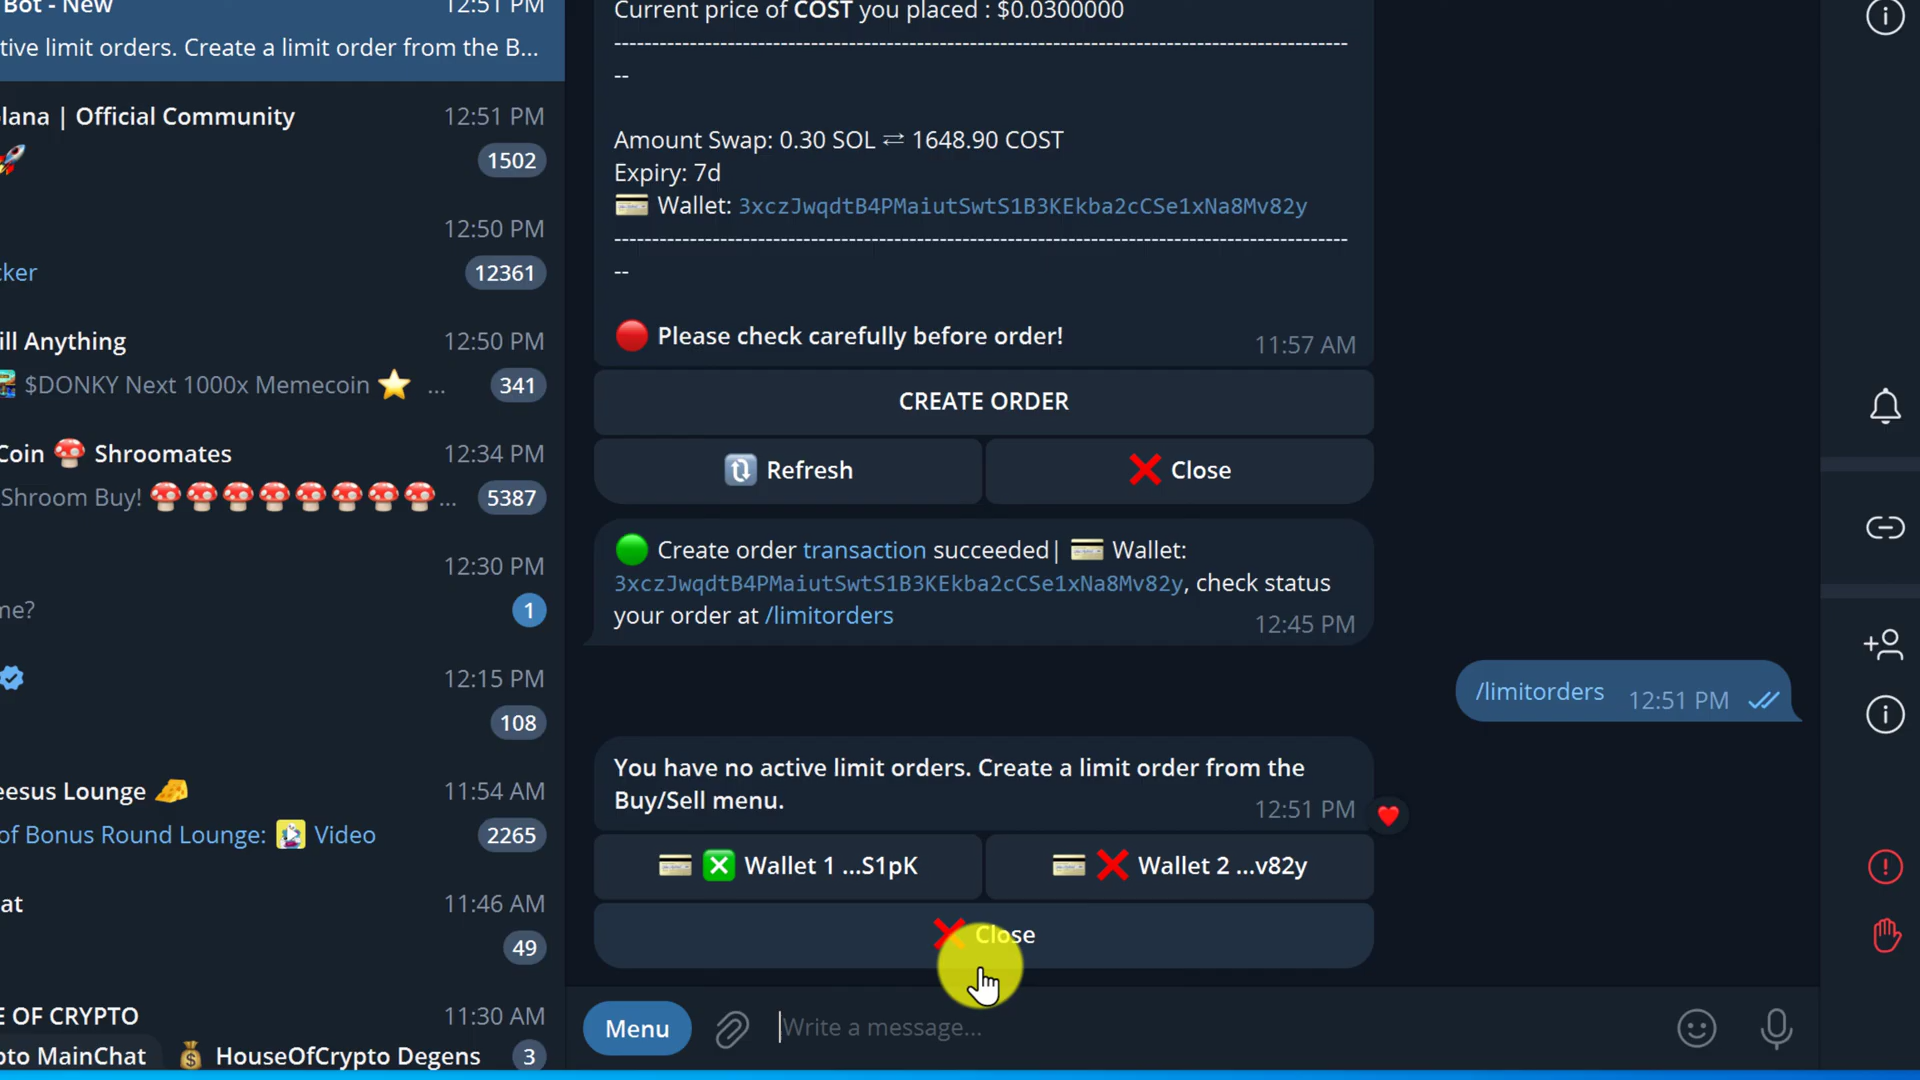 Bot - New 12:51 PM
tive limit orders. Create a limit order from the B...
lana | Official Community 12:51 PM
1502
12:50 PM
cker 12361
ill Anything 12:50 PM
$DONKY Next 1000x Memecoin ... 341
Coin Shroomates 12:34 PM
Shroom Buy! ... 5387
12:30 PM
me? 1
12:15 PM
108
eesus Lounge 11:54 AM
of Bonus Round Lounge: Video 2265
at 11:46 AM
49
E OF CRYPTO 11:30 AM
pto MainChat HouseOfCrypto Degens 3
Current price of COST you placed : $0.0300000
--------------------------------------------------------------------------------------------
--
Amount Swap: 0.30 SOL ⇄ 1648.90 COST
Expiry: 7d
Wallet: 3xczJwqdtB4PMaiutSwtS1B3KEkba2cCSe1xNa8Mv82y
--------------------------------------------------------------------------------------------
--
Please check carefully before order!
11:57 AM
CREATE ORDER
Refresh Close
Create order transaction succeeded| Wallet:
3xczJwqdtB4PMaiutSwtS1B3KEkba2cCSe1xNa8Mv82y, check status
your order at /limitorders
12:45 PM
/limitorders 12:51 PM
You have no active limit orders. Create a limit order from the
Buy/Sell menu.
12:51 PM
Wallet 1 ...S1pK Wallet 2 ...v82y
Close
Menu Write a message...